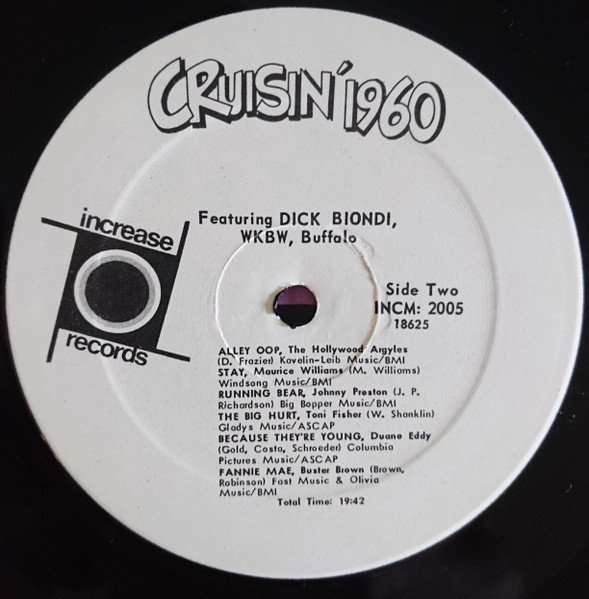 CRUISIN' 1960
increase
records
Featuring DICK BIONDI,
WKBW, Buffalo
Side Two
INCM: 2005
18625
ALLEY OOP, The Hollywood Argyles
(D. Frazier) Kavelin-Leib Music/BMI
STAY, Maurice Williams (M. Williams)
Windsong Music/BMI
RUNNING BEAR, Johnny Preston (J. P.
Richardson) Big Bopper Music/BMI
THE BIG HURT, Toni Fisher (W. Shanklin)
Gladys Music/ASCAP
BECAUSE THEY'RE YOUNG, Duane Eddy
(Gold, Costa, Schroeder) Columbia
Pictures Music/ASCAP
FANNIE MAE, Buster Brown (Brown,
Robinson) Fast Music & Olivia
Music/BMI
Total Time: 19:42